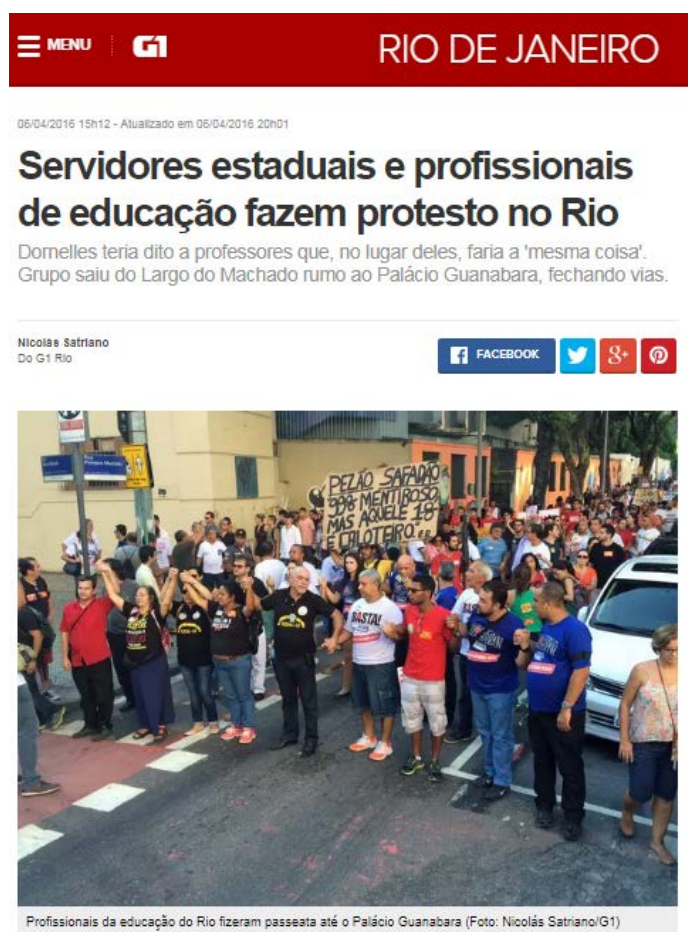 MENU G1 RIO DE JANEIRO
06/04/2016 15h12 - Atualizado em 06/04/2016 20h01
Servidores estaduais e profissionais
de educação fazem protesto no Rio
Dornelles teria dito a professores que, no lugar deles, faria a 'mesma coisa'.
Grupo saiu do Largo do Machado rumo ao Palácio Guanabara, fechando vias.
Nicolás Satriano
Do G1 Rio
FACEBOOK
PEZÃO SAFADÃO
99% MENTIROSO
MAS AQUELE 1%
É CALOTEIRO
BASTA!
Profissionais da educação do Rio fizeram passeata até o Palácio Guanabara (Foto: Nicolás Satriano/G1)